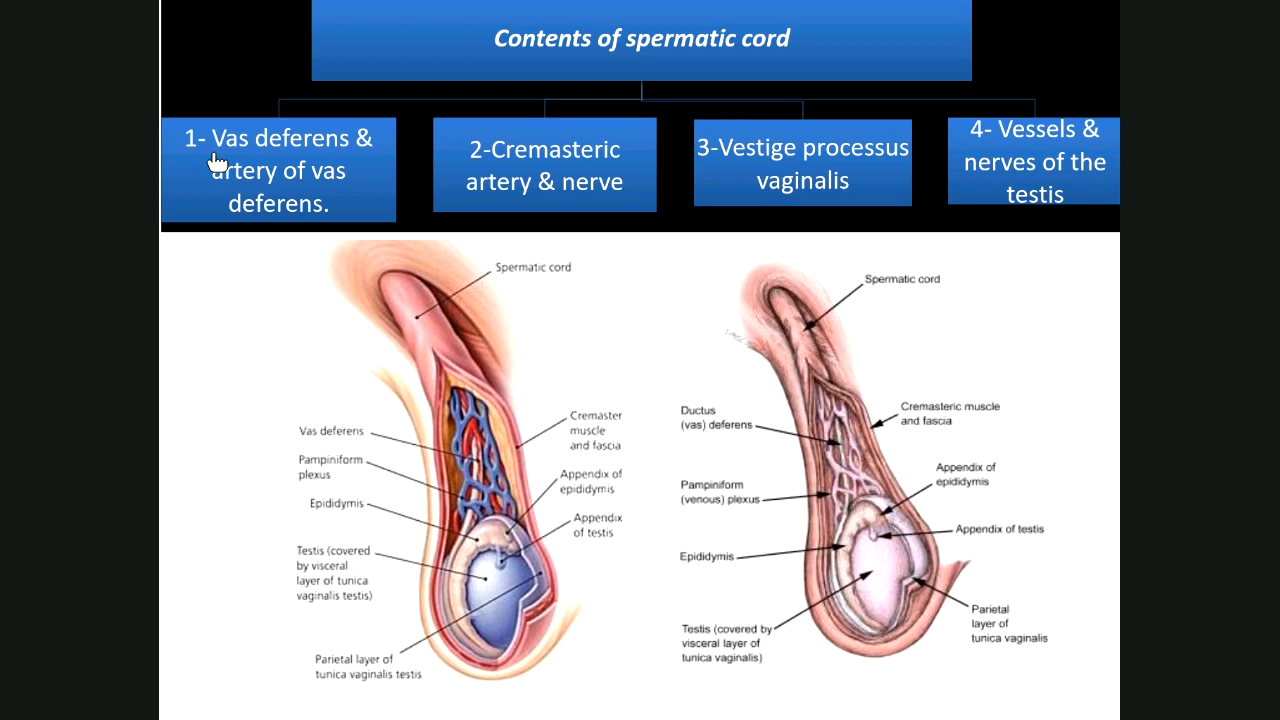 Contents of spermatic cord
1- Vas deferens &
artery of vas
deferens.
2-Cremasteric
artery & nerve
3-Vestige processus
vaginalis
4- Vessels &
nerves of the
testis
Spermatic cord
Vas deferens
Pampiniform
plexus
Epididymis
Testis (covered
by visceral
layer of tunica
vaginalis testis)
Parietal layer of
tunica vaginalis testis
Cremaster
muscle
and fascia
Appendix of
epididymis
Appendix
of testis
Spermatic cord
Ductus
(vas) deferens
Pampiniform
(venous) plexus
Epididymis
Testis (covered by
visceral layer of
tunica vaginalis)
Cremasteric muscle
and fascia
Appendix of
epididymis
Appendix of testis
Parietal
layer of
tunica vaginalis